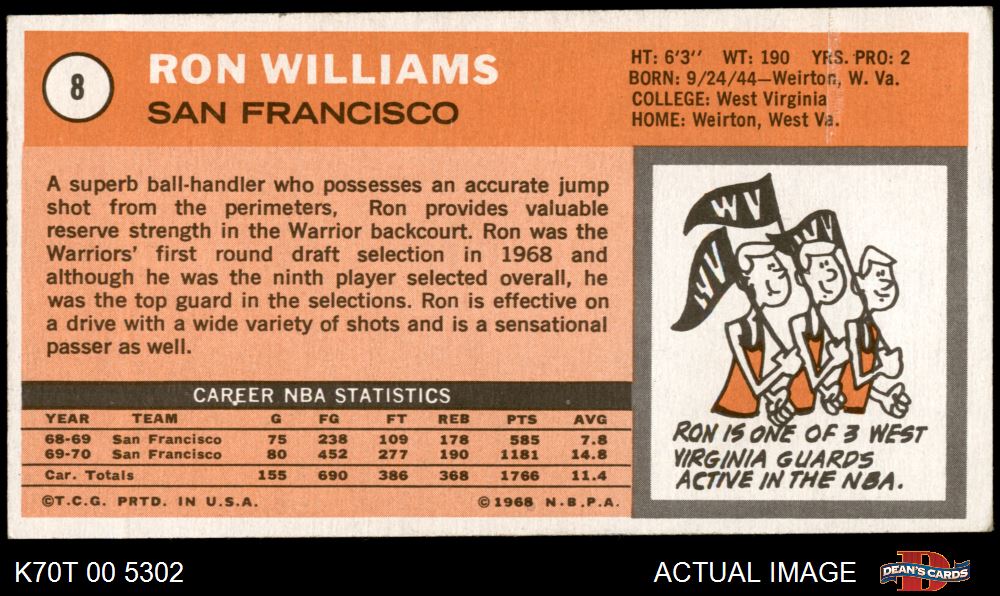 8
RON WILLIAMS
SAN FRANCISCO
HT: 6'3'' WT: 190 YRS. PRO: 2
BORN: 9/24/44—Weirton, W. Va.
COLLEGE: West Virginia
HOME: Weirton, West Va.
A superb ball-handler who possesses an accurate jump
shot from the perimeters, Ron provides valuable
reserve strength in the Warrior backcourt. Ron was the
Warriors' first round draft selection in 1968 and
although he was the ninth player selected overall, he
was the top guard in the selections. Ron is effective on
a drive with a wide variety of shots and is a sensational
passer as well.
CAREER NBA STATISTICS
YEAR TEAM G FG FT REB PTS AVG
68-69 San Francisco 75 238 109 178 585 7.8
69-70 San Francisco 80 452 277 190 1181 14.8
Car. Totals 155 690 386 368 1766 11.4
©T.C.G. PRTD. IN U.S.A. ©1968 N.B.P.A.
WV
WV
WV
RON IS ONE OF 3 WEST
VIRGINIA GUARDS
ACTIVE IN THE NBA.
K70T 00 5302
ACTUAL IMAGE
D
DEAN'S CARDS